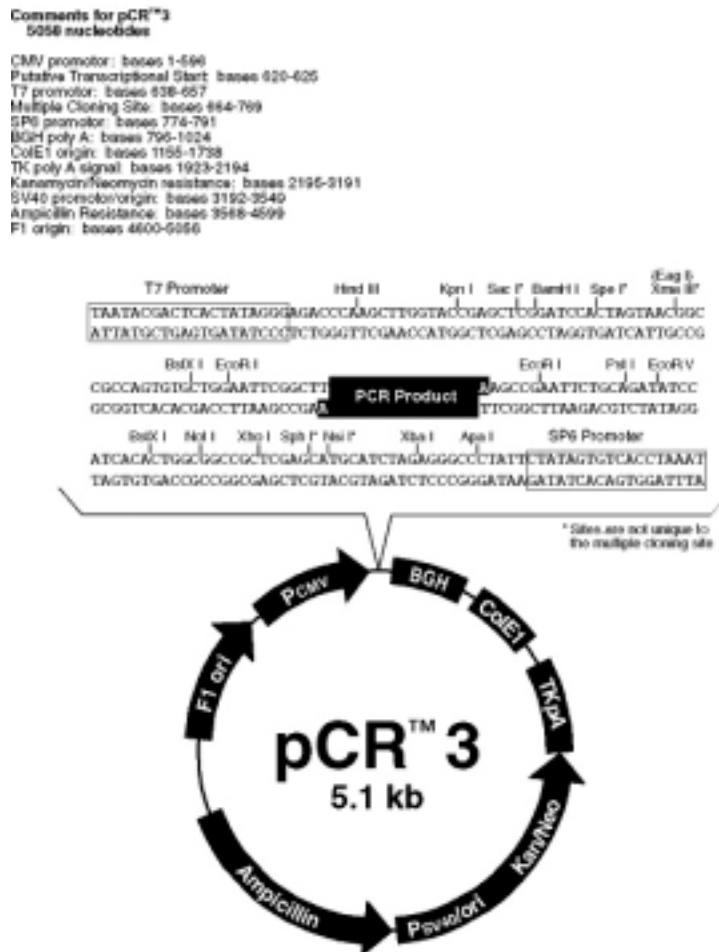 Comments for pCR™3
5058 nucleotides
CMV promotor: bases 1-596
Putative Transcriptional Start: bases 620-625
T7 promotor: bases 638-657
Multiple Cloning Site: bases 664-769
SP6 promotor: bases 774-791
BGH poly A: bases 796-1024
ColE1 origin: bases 1155-1738
TK poly A signal: bases 1923-2194
Kanamycin/Neomycin resistance: bases 2195-3191
SV40 promotor/origin: bases 3192-3549
Ampicillin Resistance: bases 3568-4599
F1 origin: bases 4600-5056
(Eag I)
T7 Promoter Hind III Kpn I Sac I* BamH I Spe I* Xma III*
TAATACGACTCACTATAGGGAGACCCAAGCTTGGTACCGAGCTCGGATCCACTAGTAACGGC
ATTATGCTGAGTGATATCCCTCTGGGTTCGAACCATGGCTCGAGCCTAGGTGATCATTGCCG
BstX I EcoR I EcoR I Pst I EcoR V
CGCCAGTGTGCTGGAATTCGGCTT PCR Product AAGCCGAATTCTGCAGATATCC
GCGGTCACACGACCTTAAGCCGAA TTCGGCTTAAGACGTCTATAGG
BstX I Not I Xho I Sph I* Nsi I* Xba I Apa I SP6 Promoter
ATCACACTGGCGGCCGCTCGAGCATGCATCTAGAGGGCCCTATTCTATAGTGTCACCTAAAT
TAGTGTGACCGCCGGCGAGCTCGTACGTAGATCTCCCGGGATAAGATATCACAGTGGATTTA
* Sites are not unique to
the multiple cloning site
PCMV
BGH
ColE1
F1 ori
TKpA
pCR™ 3
5.1 kb
Kan/Neo
Ampicillin
PSV40/ori